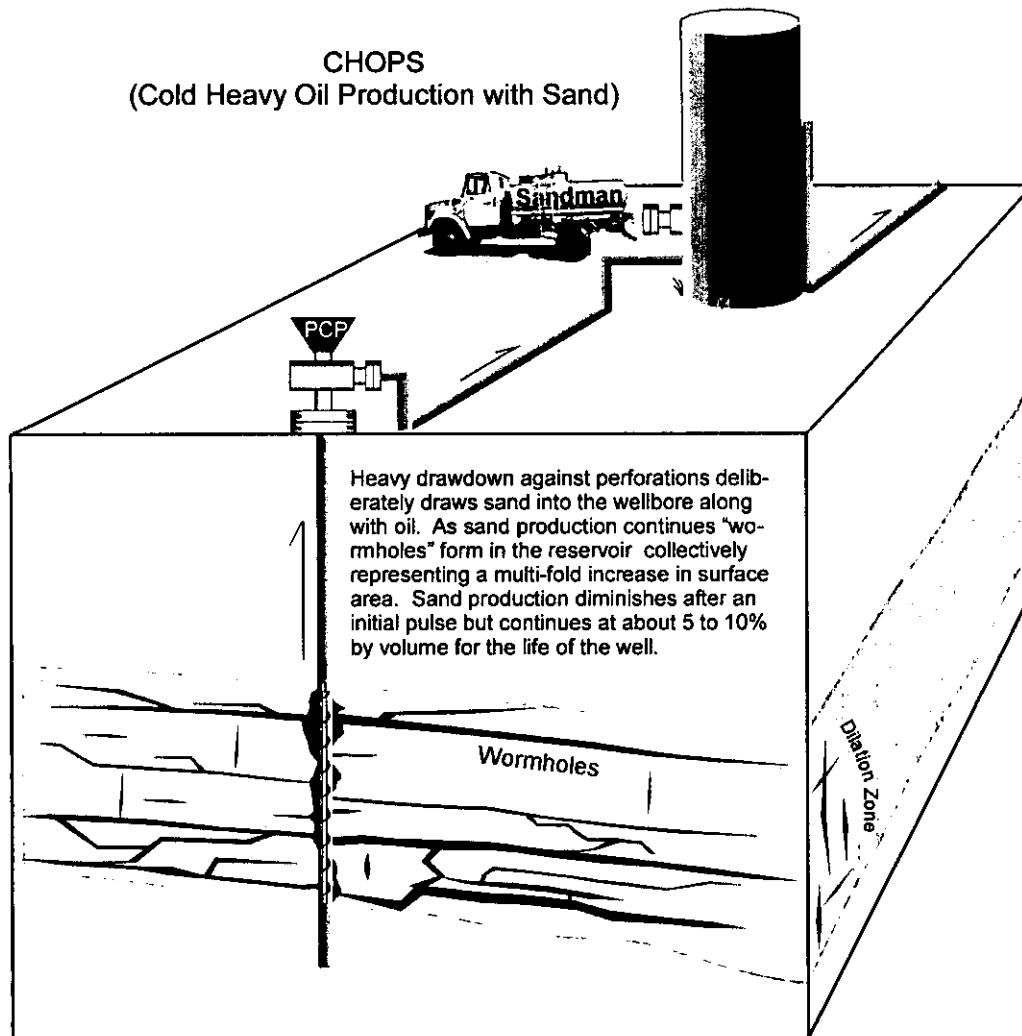 CHOPS
(Cold Heavy Oil Production with Sand)
Sandman
PCP
Heavy drawdown against perforations delib-
erately draws sand into the wellbore along
with oil. As sand production continues "wo-
rmholes" form in the reservoir collectively
representing a multi-fold increase in surface
area. Sand production diminishes after an
initial pulse but continues at about 5 to 10%
by volume for the life of the well.
Wormholes
Dilation Zone